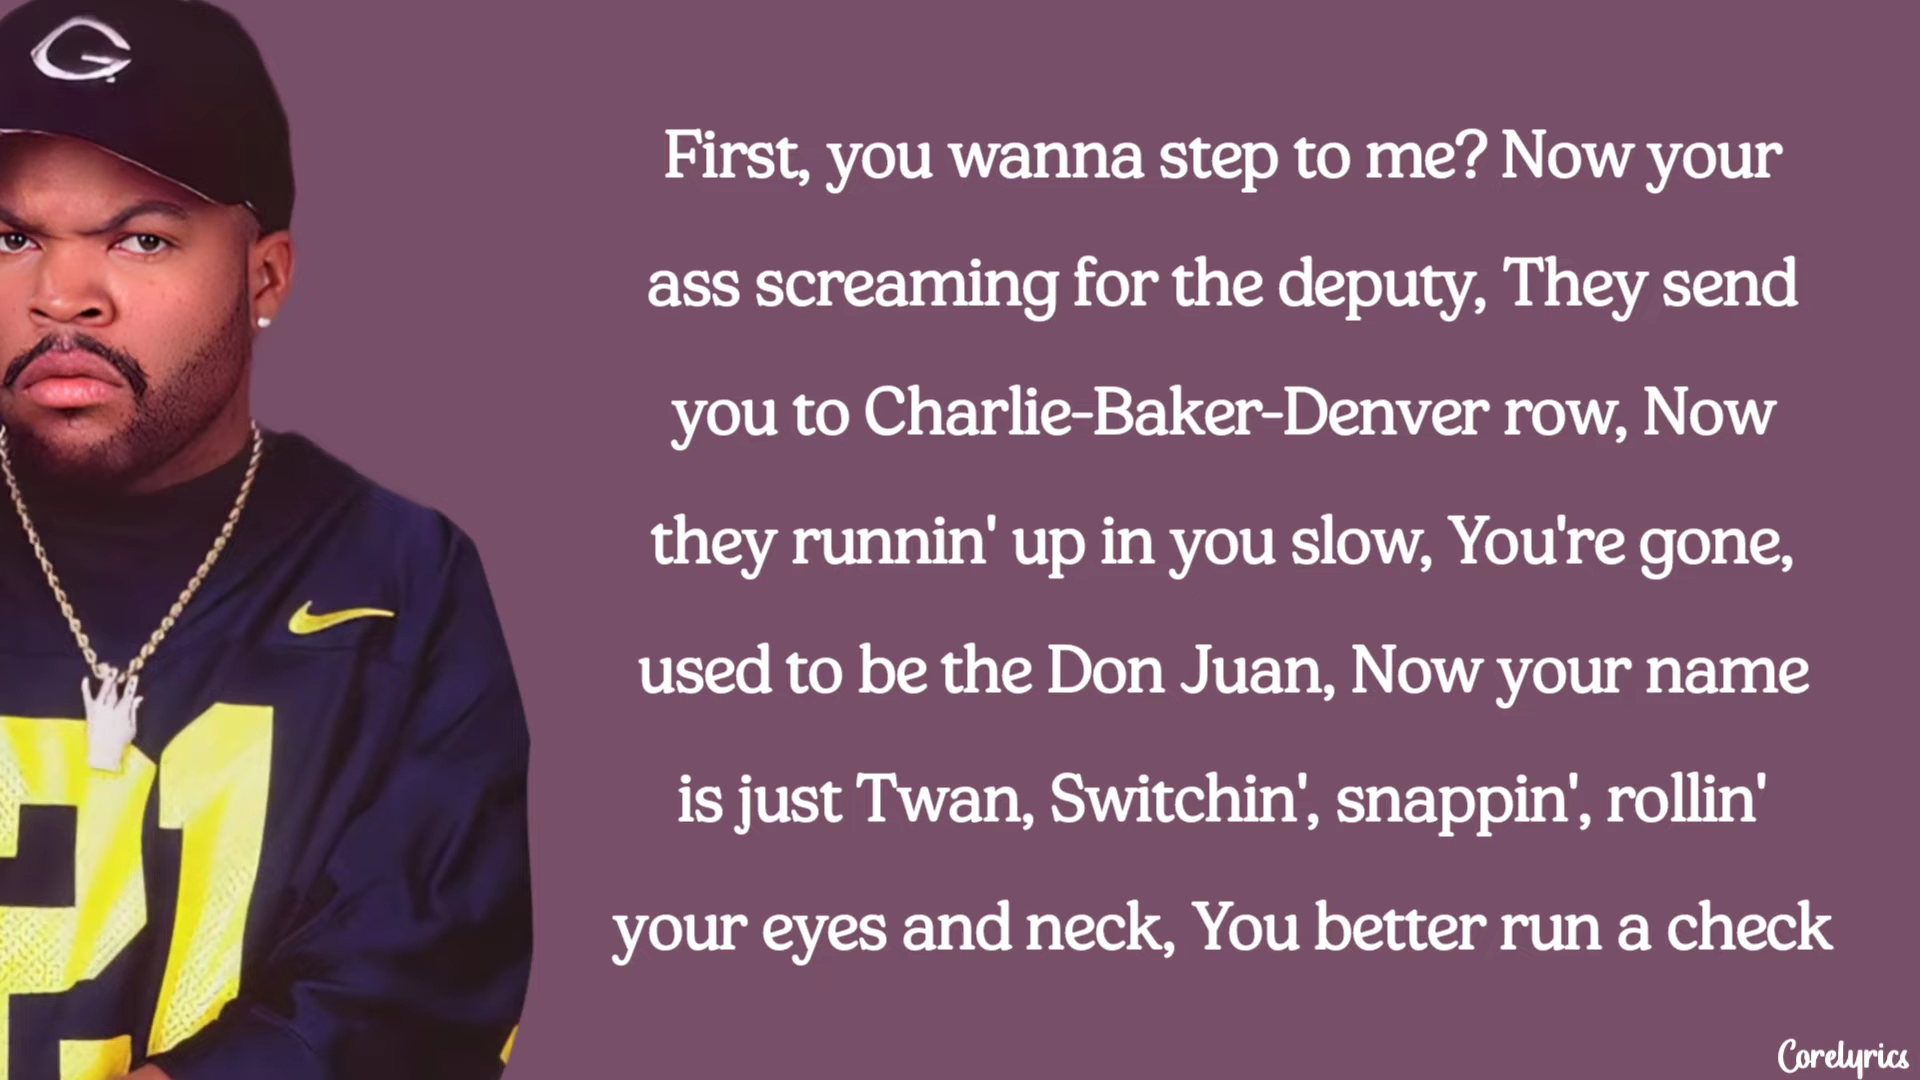 G
First, you wanna step to me? Now your
ass screaming for the deputy, They send
you to Charlie-Baker-Denver row, Now
they runnin' up in you slow, You're gone,
used to be the Don Juan, Now your name
is just Twan, Switchin', snappin', rollin'
your eyes and neck, You better run a check
21
Corelyrics